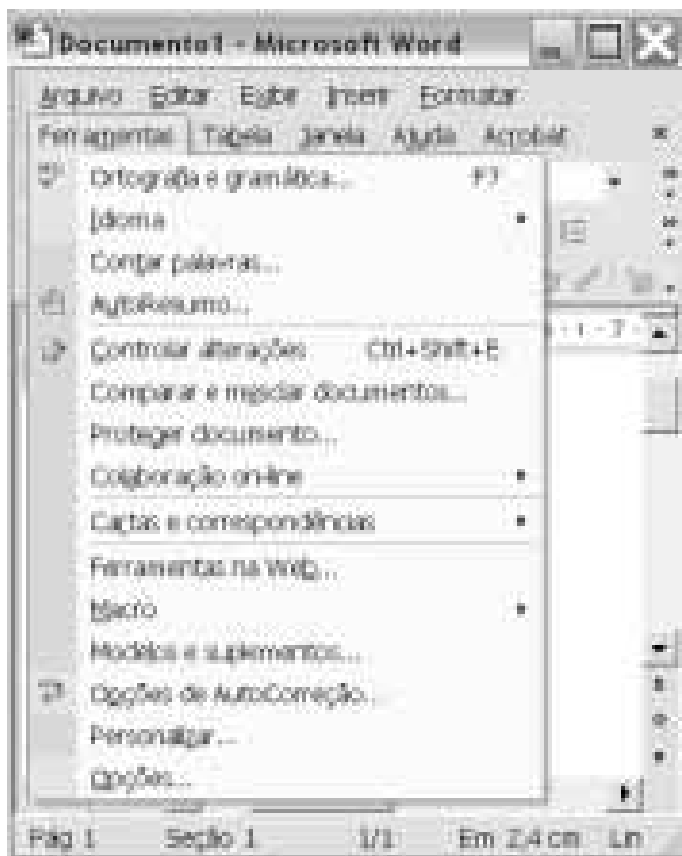 Documento1 - Microsoft Word
Arquivo Editar Exibir Inserir Formatar
Ferramentas Tabela Janela Ajuda Acrobat
Ortografia e gramática... F7
Idioma
Contar palavras...
AutoResumo...
Controlar alterações Ctrl+Shift+E
Comparar e mesclar documentos...
Proteger documento...
Colaboração on-line
Cartas e correspondências
Ferramentas na Web...
Macro
Modelos e suplementos...
Opções de AutoCorreção...
Personalizar...
Opções...
Pág 1 Seção 1 1/1 Em 2,4 cm Lin